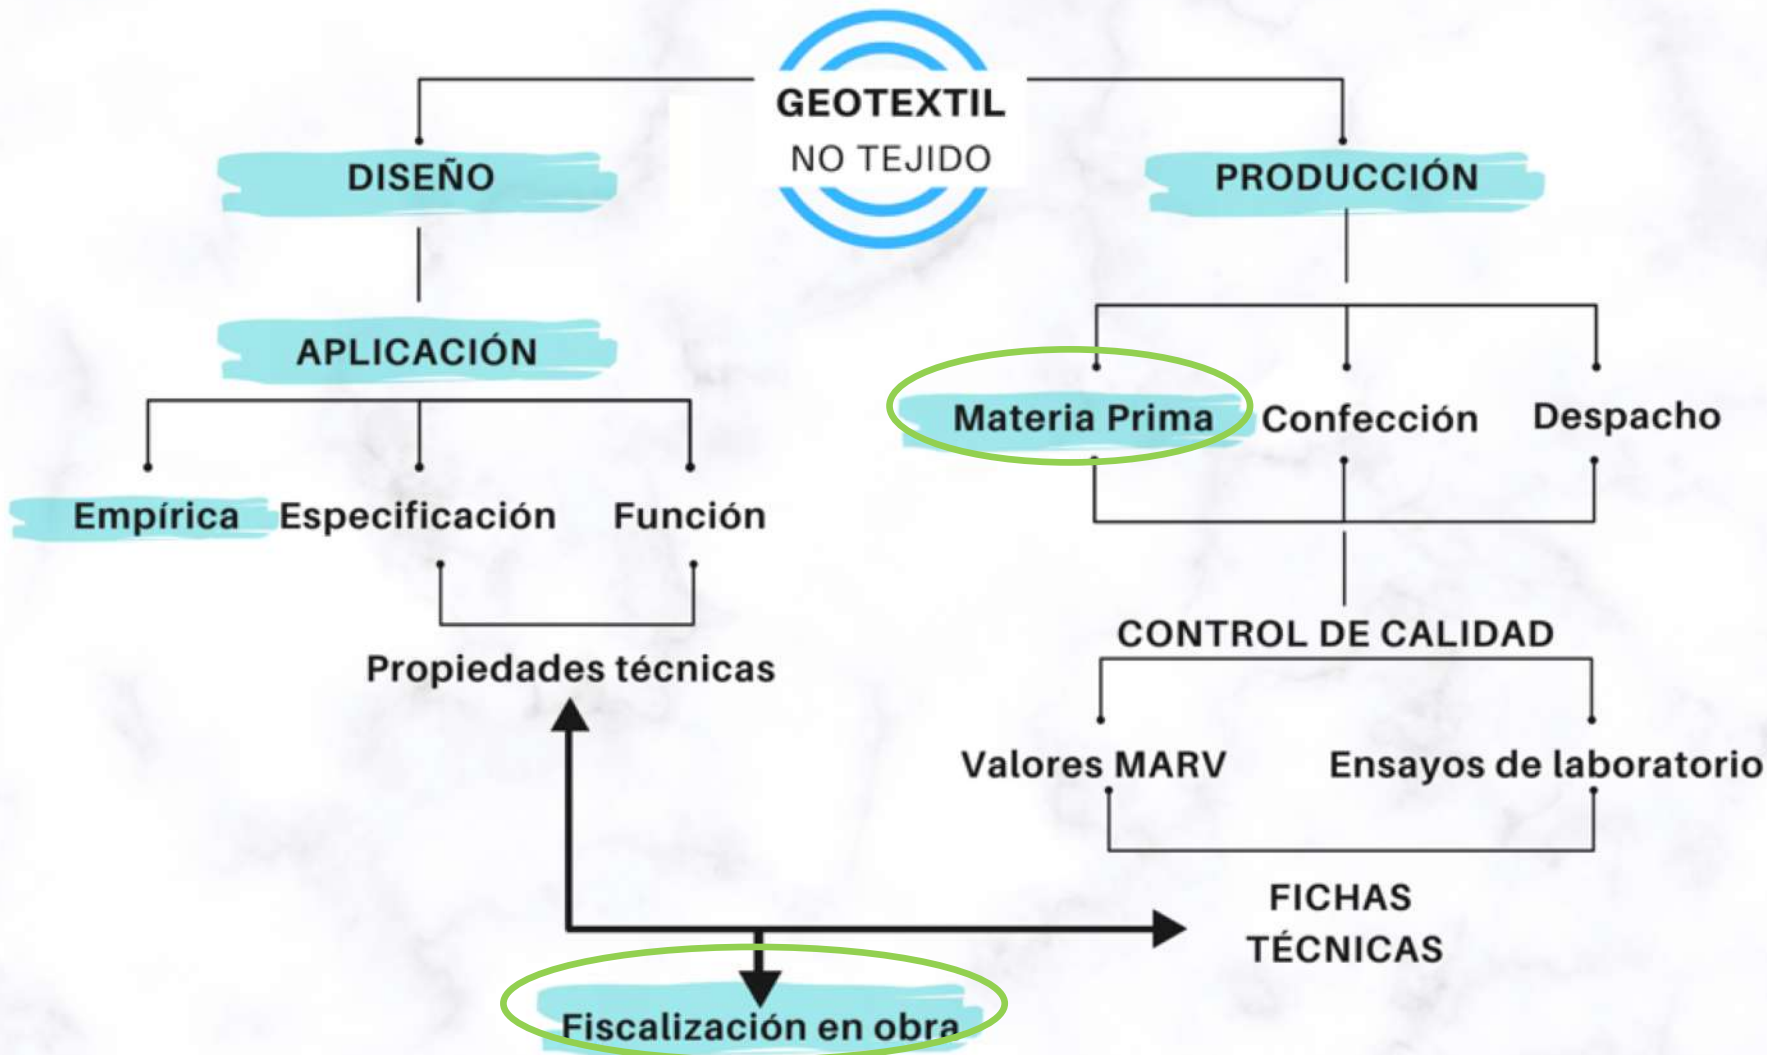 GEOTEXTIL
NO TEJIDO
DISEÑO
PRODUCCIÓN
APLICACIÓN
Materia Prima
Confección
Despacho
Empírica
Especificación
Función
CONTROL DE CALIDAD
Propiedades técnicas
Valores MARV
Ensayos de laboratorio
FICHAS
TÉCNICAS
Fiscalización en obra